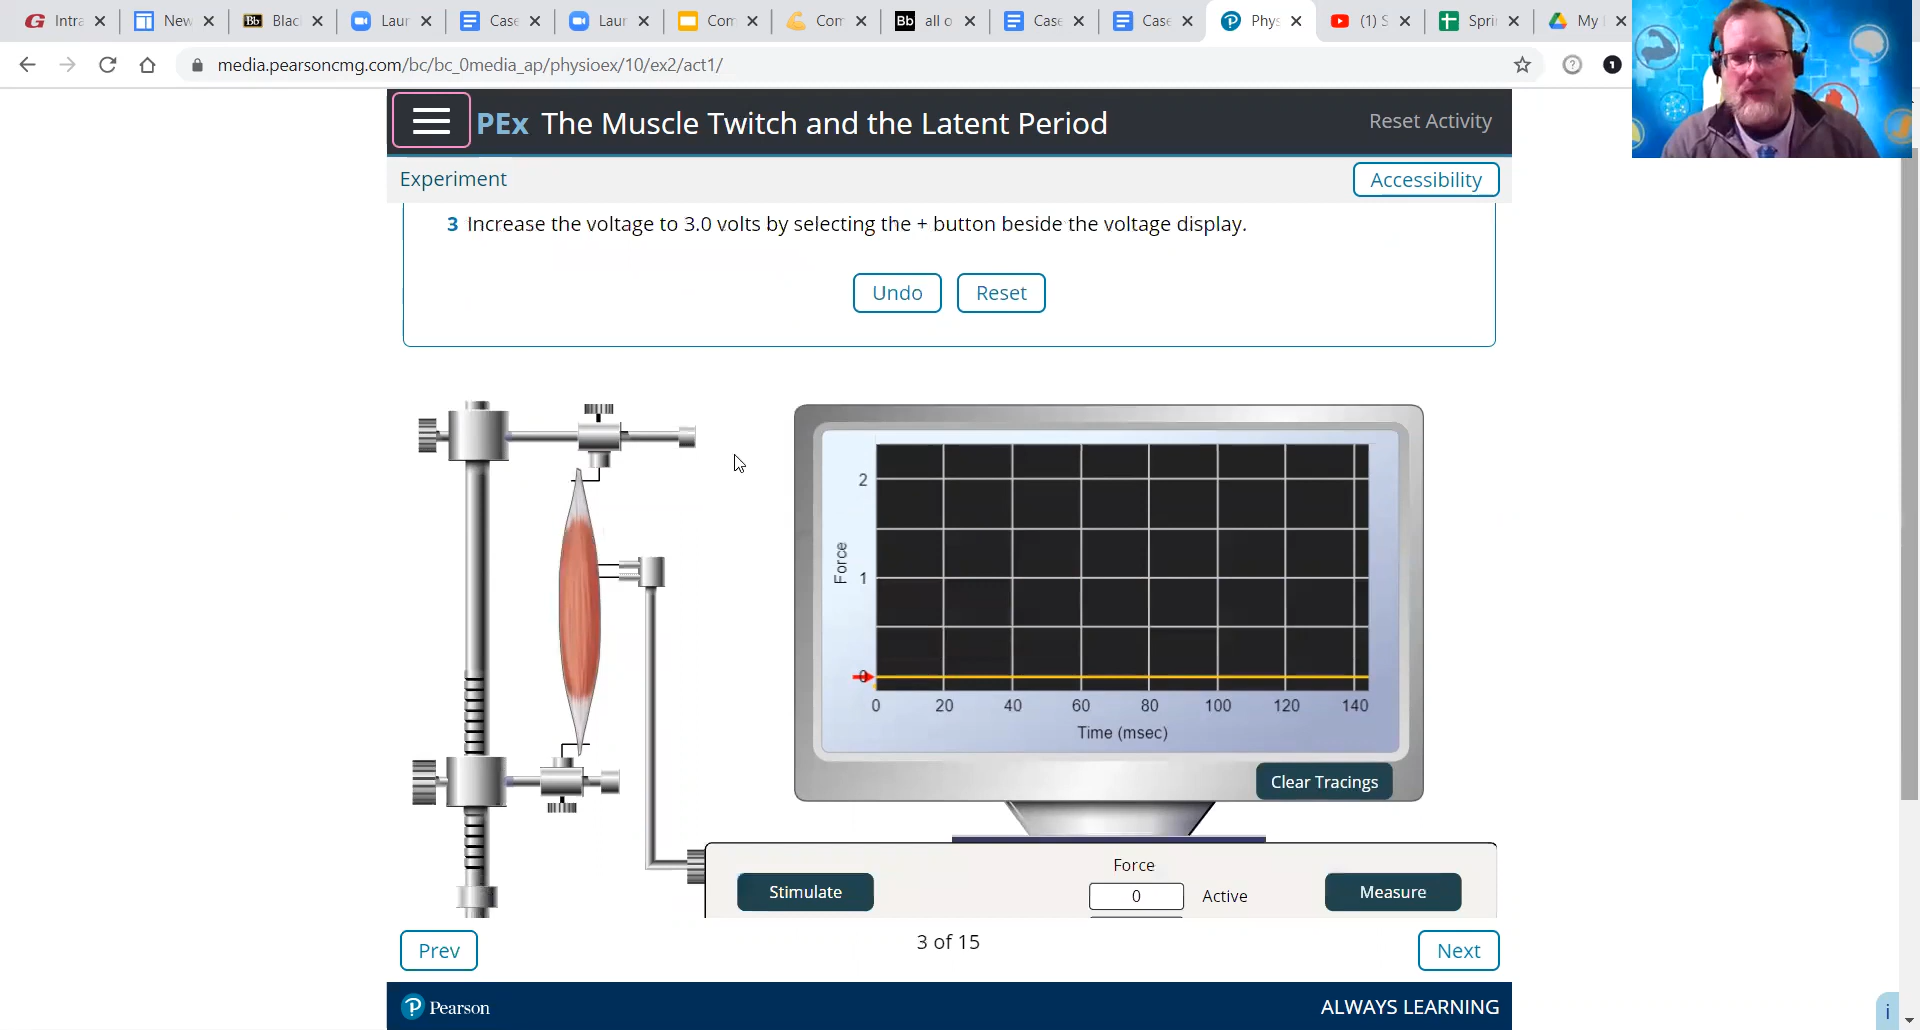 Intra
New
Bb
Blac
Laur
Case
Laur
Com
Com
Bb
all o
Case
Case
Phys
(1) S
Spri
My
media.pearsoncmg.com/bc/bc_0media_ap/physioex/10/ex2/act1/
PEx The Muscle Twitch and the Latent Period
Reset Activity
Experiment
Accessibility
3 Increase the voltage to 3.0 volts by selecting the + button beside the voltage display.
Undo
Reset
2
1
0
Force
0 20 40 60 80 100 120 140
Time (msec)
Clear Tracings
Force
Stimulate
0
Active
Measure
Prev
3 of 15
Next
Pearson
ALWAYS LEARNING